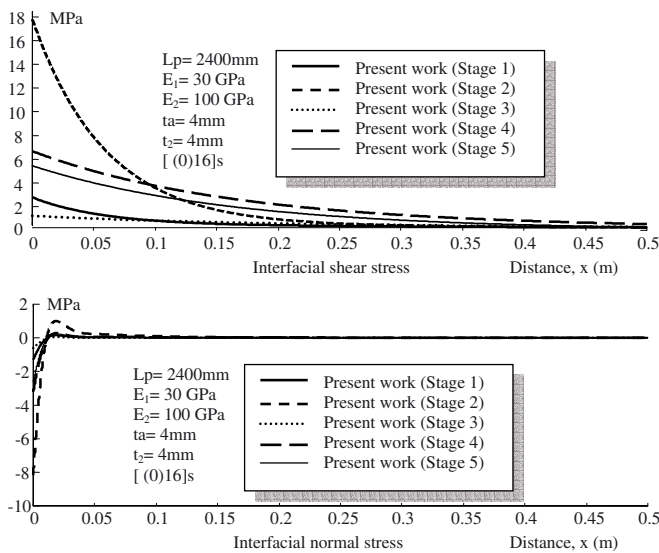 MPa
18
16
14
12
10
8
6
4
2
0
Lp= 2400mm
E1= 30 GPa
E2= 100 GPa
ta= 4mm
t2= 4mm
[ (0)16]s
Present work (Stage 1)
Present work (Stage 2)
Present work (Stage 3)
Present work (Stage 4)
Present work (Stage 5)
0 0.05 0.1 0.15 0.2 0.25 0.3 0.35 0.4 0.45 0.5
Interfacial shear stress Distance, x (m)
MPa
2
0
-2
-4
-6
-8
-10
Lp= 2400mm
E1= 30 GPa
E2= 100 GPa
ta= 4mm
t2= 4mm
[ (0)16]s
Present work (Stage 1)
Present work (Stage 2)
Present work (Stage 3)
Present work (Stage 4)
Present work (Stage 5)
0 0.05 0.1 0.15 0.2 0.25 0.3 0.35 0.4 0.45 0.5
Interfacial normal stress Distance, x (m)